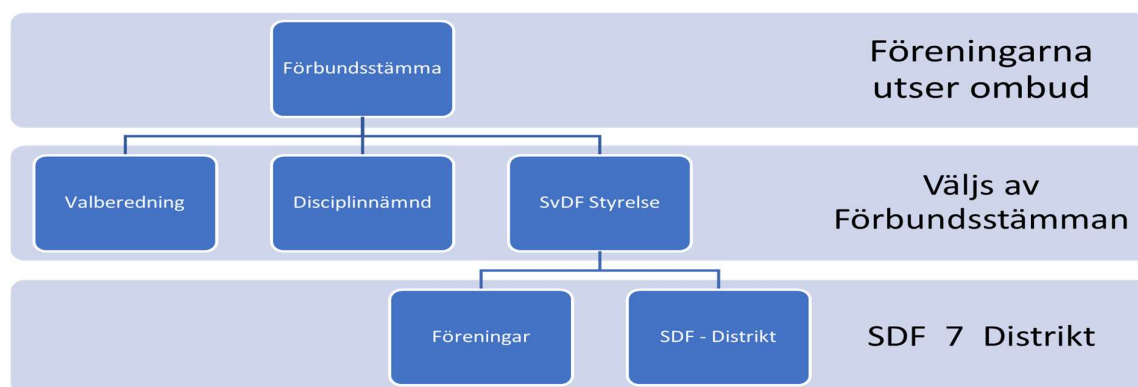 Förbundsstämma
Föreningarna
utser ombud
Valberedning
Disciplinnämnd
SvDF Styrelse
Väljs av
Förbundsstämman
Föreningar
SDF - Distrikt
SDF 7 Distrikt